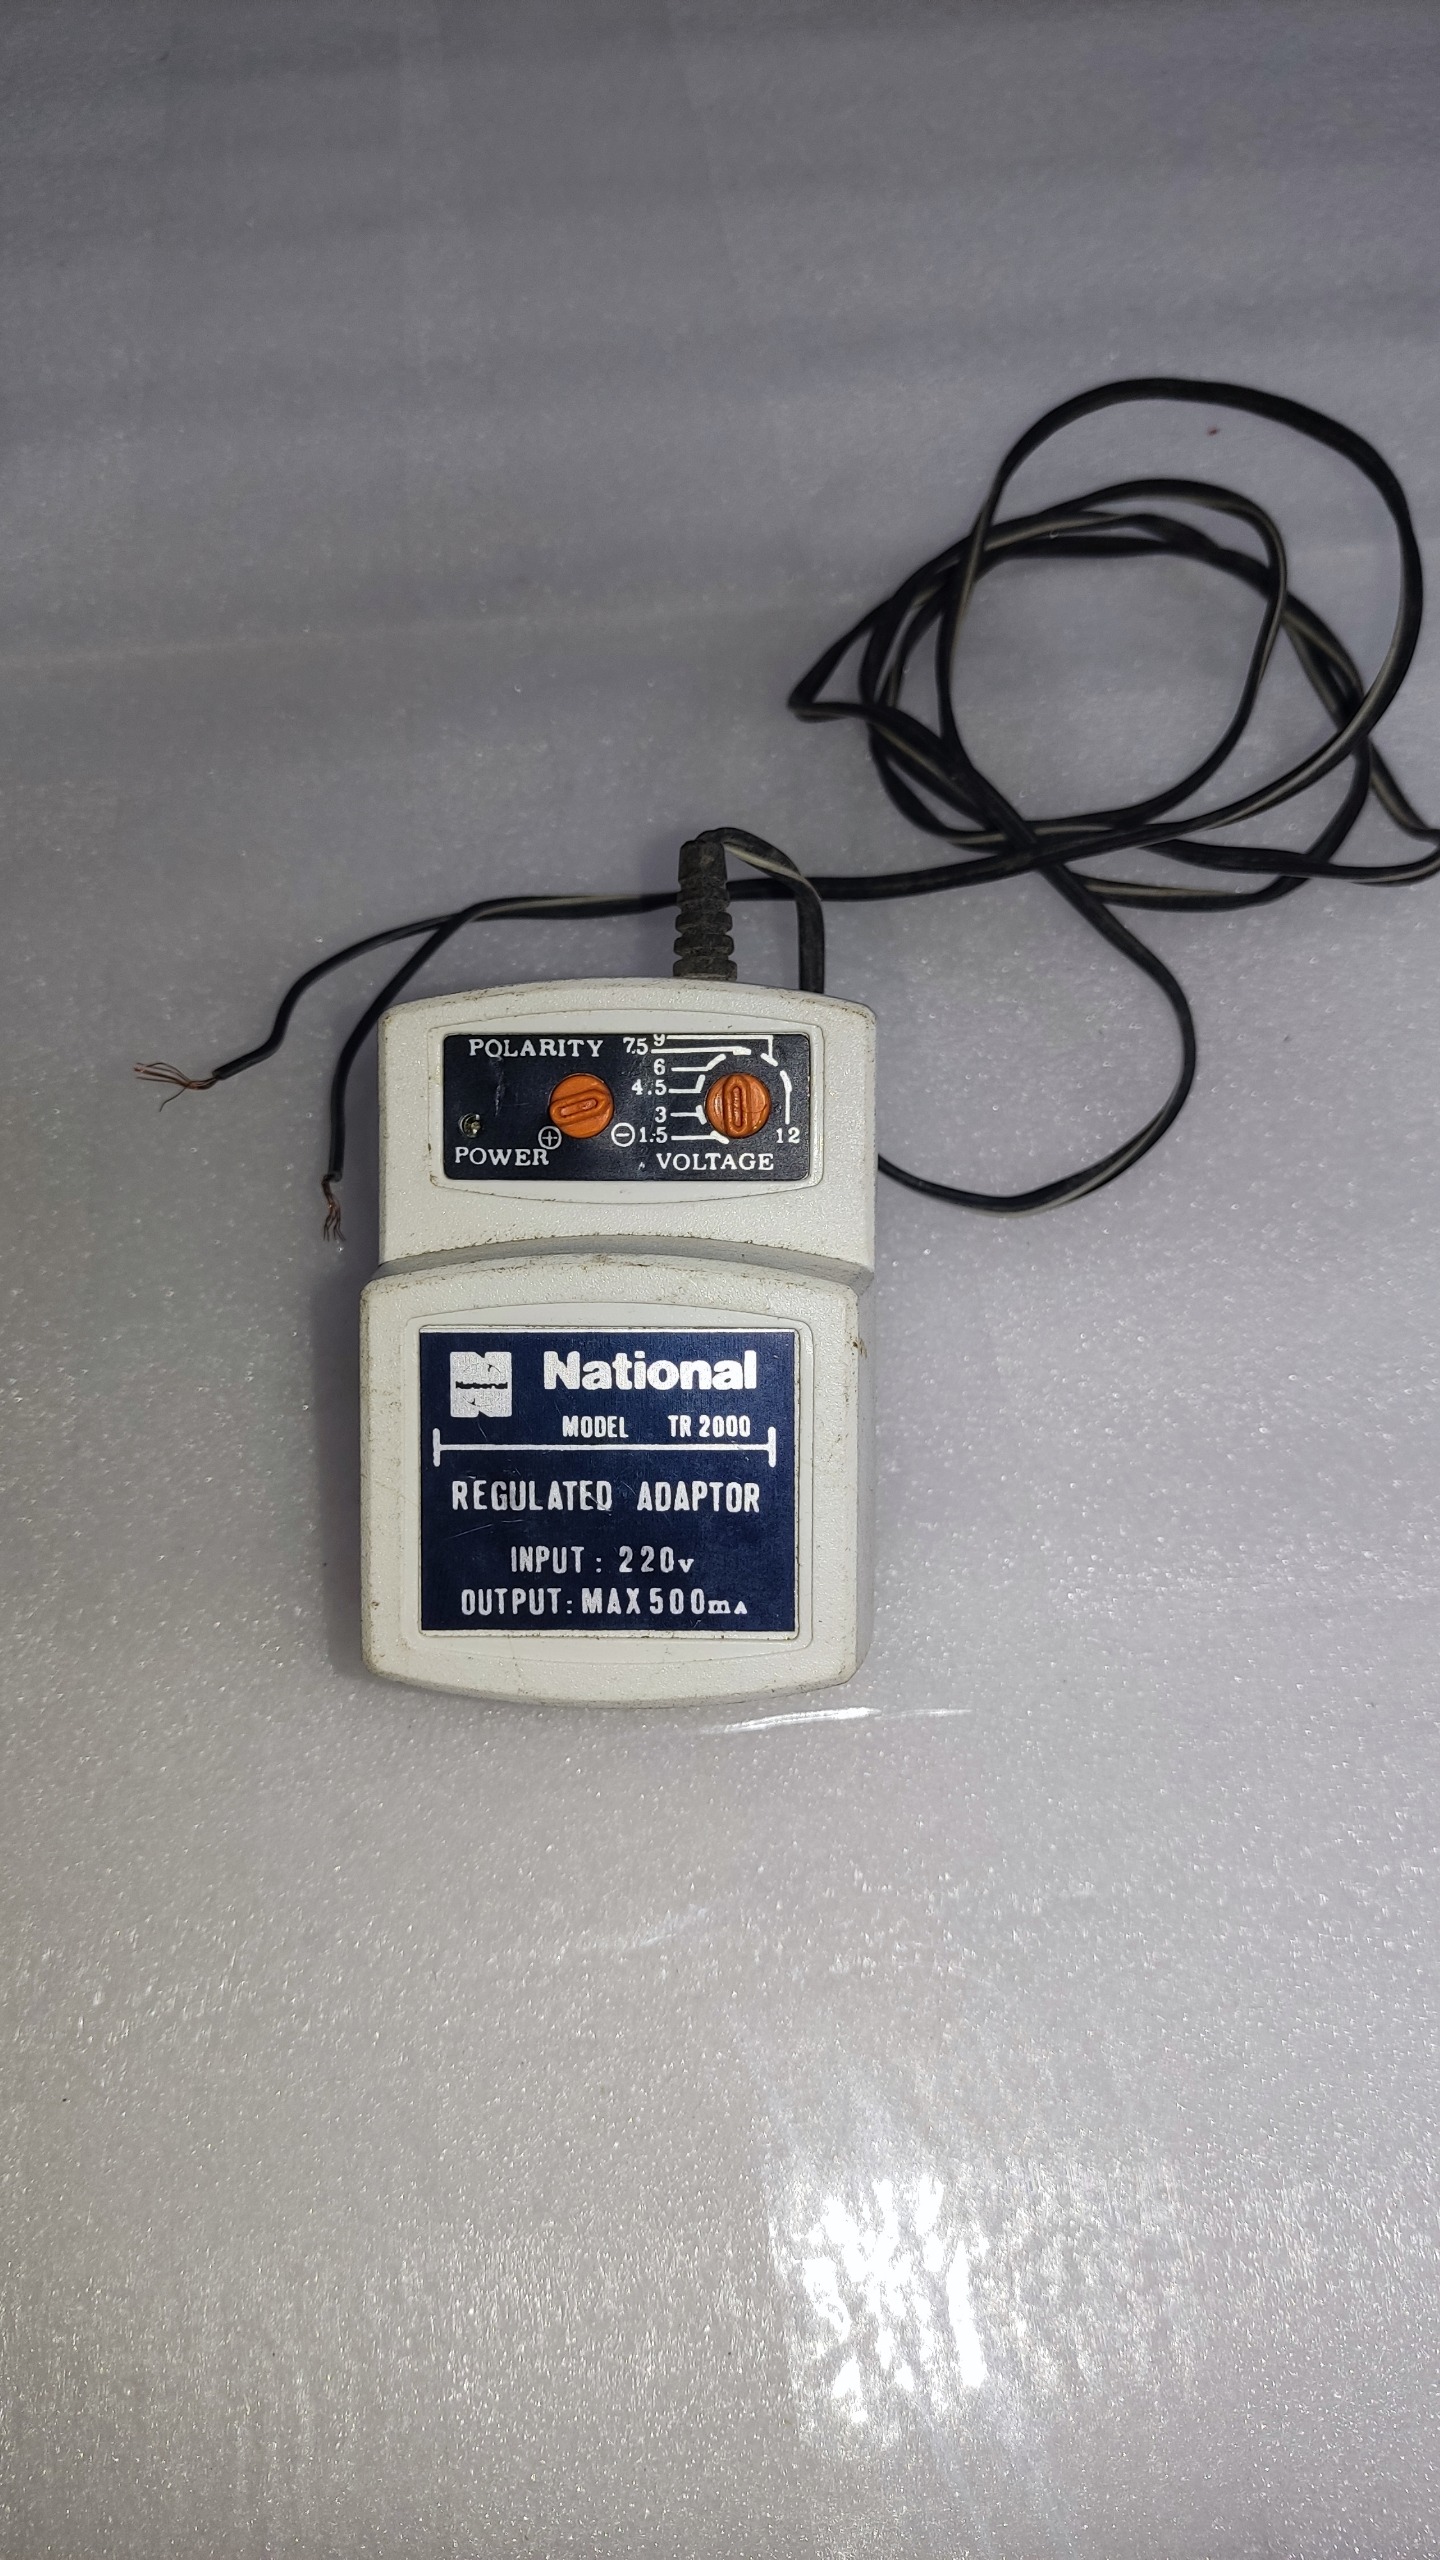 POLARITY
7.5 9
6
4.5
3
⊕ ⊖ 1.5 12
POWER VOLTAGE
National National
MODEL TR 2000
REGULATED ADAPTOR
INPUT: 220v
OUTPUT: MAX 500mA